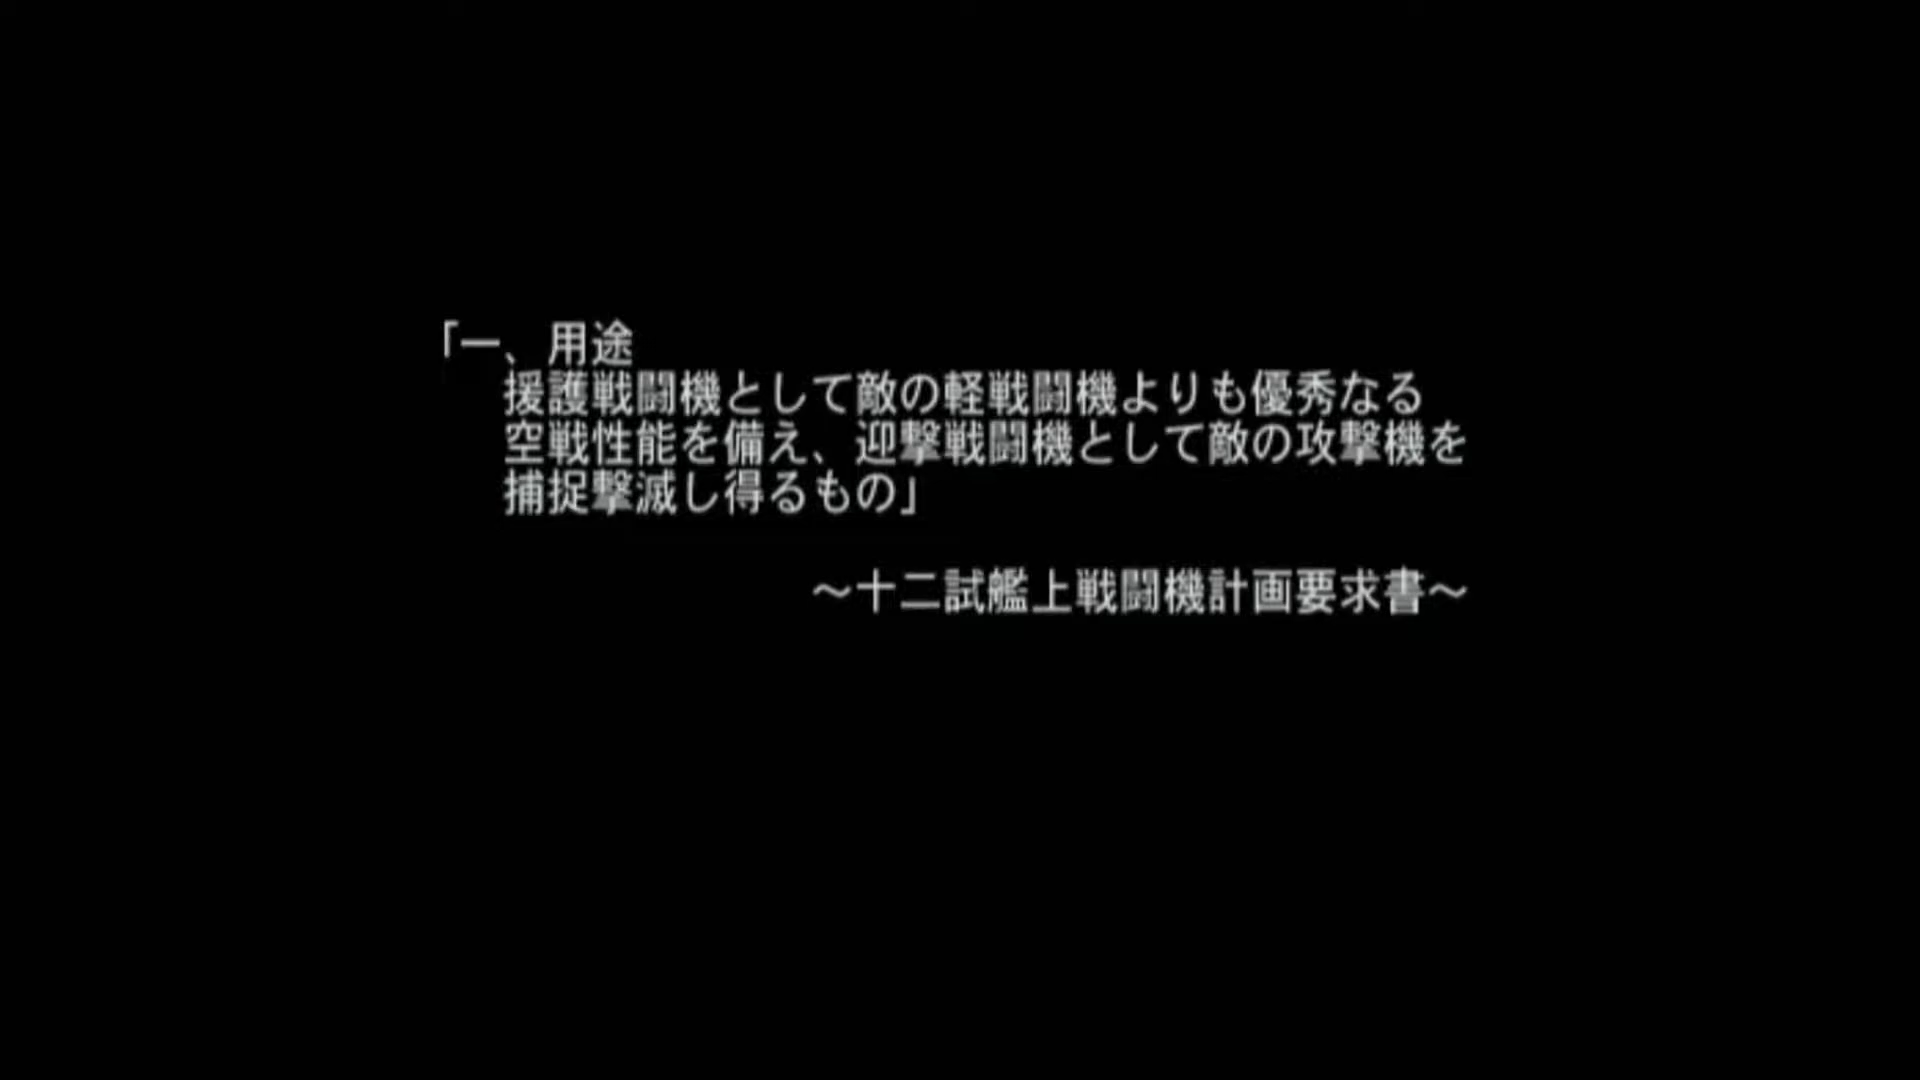 「一、用途
援護戦闘機として敵の軽戦闘機よりも優秀なる
空戦性能を備え、迎撃戦闘機として敵の攻撃機を
捕捉撃滅し得るもの」
～十二試艦上戦闘機計画要求書～